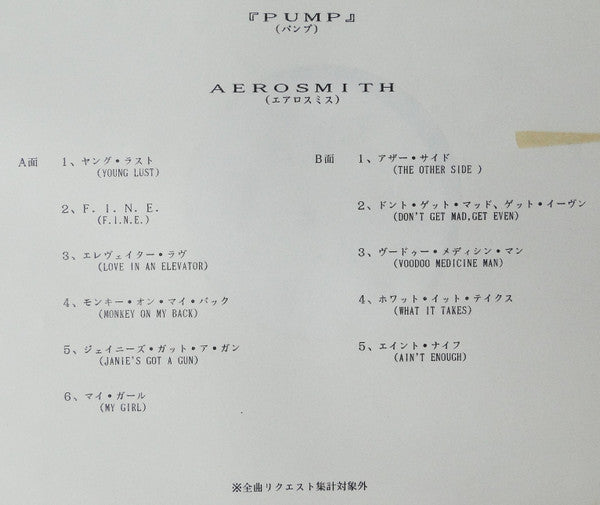 『PUMP』
(パンプ)
AEROSMITH
(エアロスミス)
A面
1、ヤング・ラスト
(YOUNG LUST)
2、F.I.N.E.
(F.I.N.E.)
3、エレヴェイター・ラヴ
(LOVE IN AN ELEVATOR)
4、モンキー・オン・マイ・バック
(MONKEY ON MY BACK)
5、ジェイニーズ・ガット・ア・ガン
(JANIE'S GOT A GUN)
6、マイ・ガール
(MY GIRL)
B面
1、アザー・サイド
(THE OTHER SIDE )
2、ドント・ゲット・マッド、ゲット・イーヴン
(DON'T GET MAD,GET EVEN)
3、ヴードゥー・メディシン・マン
(VOODOO MEDICINE MAN)
4、ホワット・イット・テイクス
(WHAT IT TAKES)
5、エイント・ナイフ
(AIN'T ENOUGH)
※全曲リクエスト集計対象外